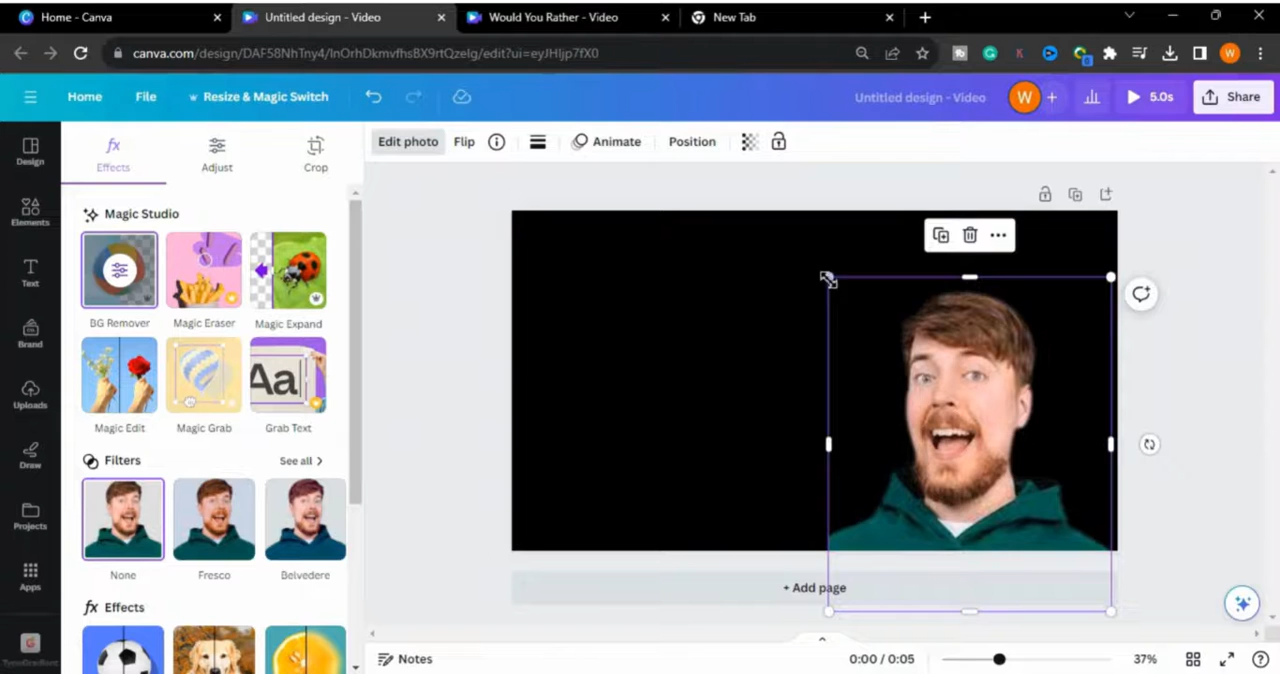 Home - Canva
Untitled design - Video
Would You Rather - Video
New Tab
canva.com/design/DAF58NhTny4/InOrhDkmvfhsBX9rtQzeIg/edit?ui=eyJHIjp7fX0
W
Home
File
Resize & Magic Switch
Untitled design - Video
W
5.0s
Share
Design
Elements
Text
Brand
Uploads
Draw
Projects
Apps
TypeGradient
Effects
Adjust
Crop
Edit photo
Flip
Animate
Position
Magic Studio
BG Remover
Magic Eraser
Magic Expand
Aa
Magic Edit
Magic Grab
Grab Text
Filters
See all
None
Fresco
Belvedere
fx Effects
+ Add page
Notes
0:00 / 0:05
37%